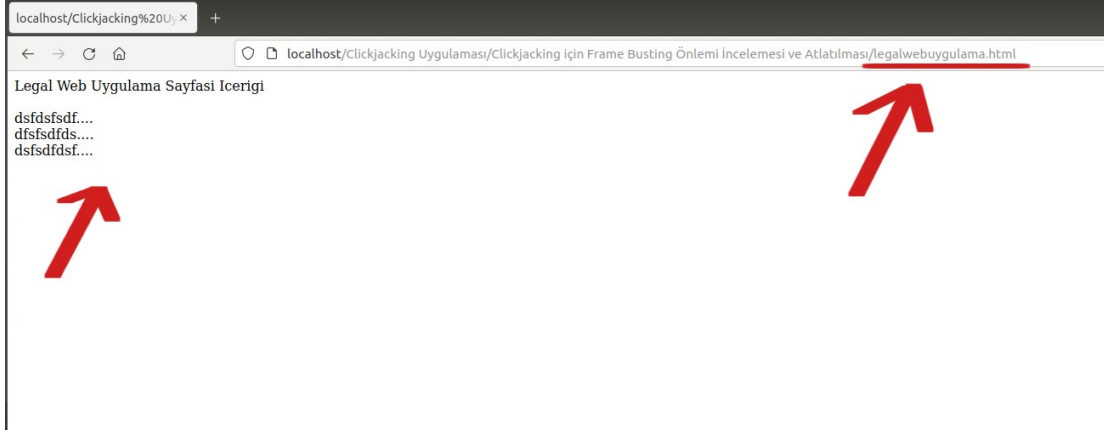 localhost/Clickjacking%20Uy
localhost/Clickjacking Uygulaması/Clickjacking için Frame Busting Önlemi İncelemesi ve Atlatılması/legalwebuygulama.html
Legal Web Uygulama Sayfasi Icerigi
dsfdsfsdf....
dfsfsdfds....
dsfsdfdsf....